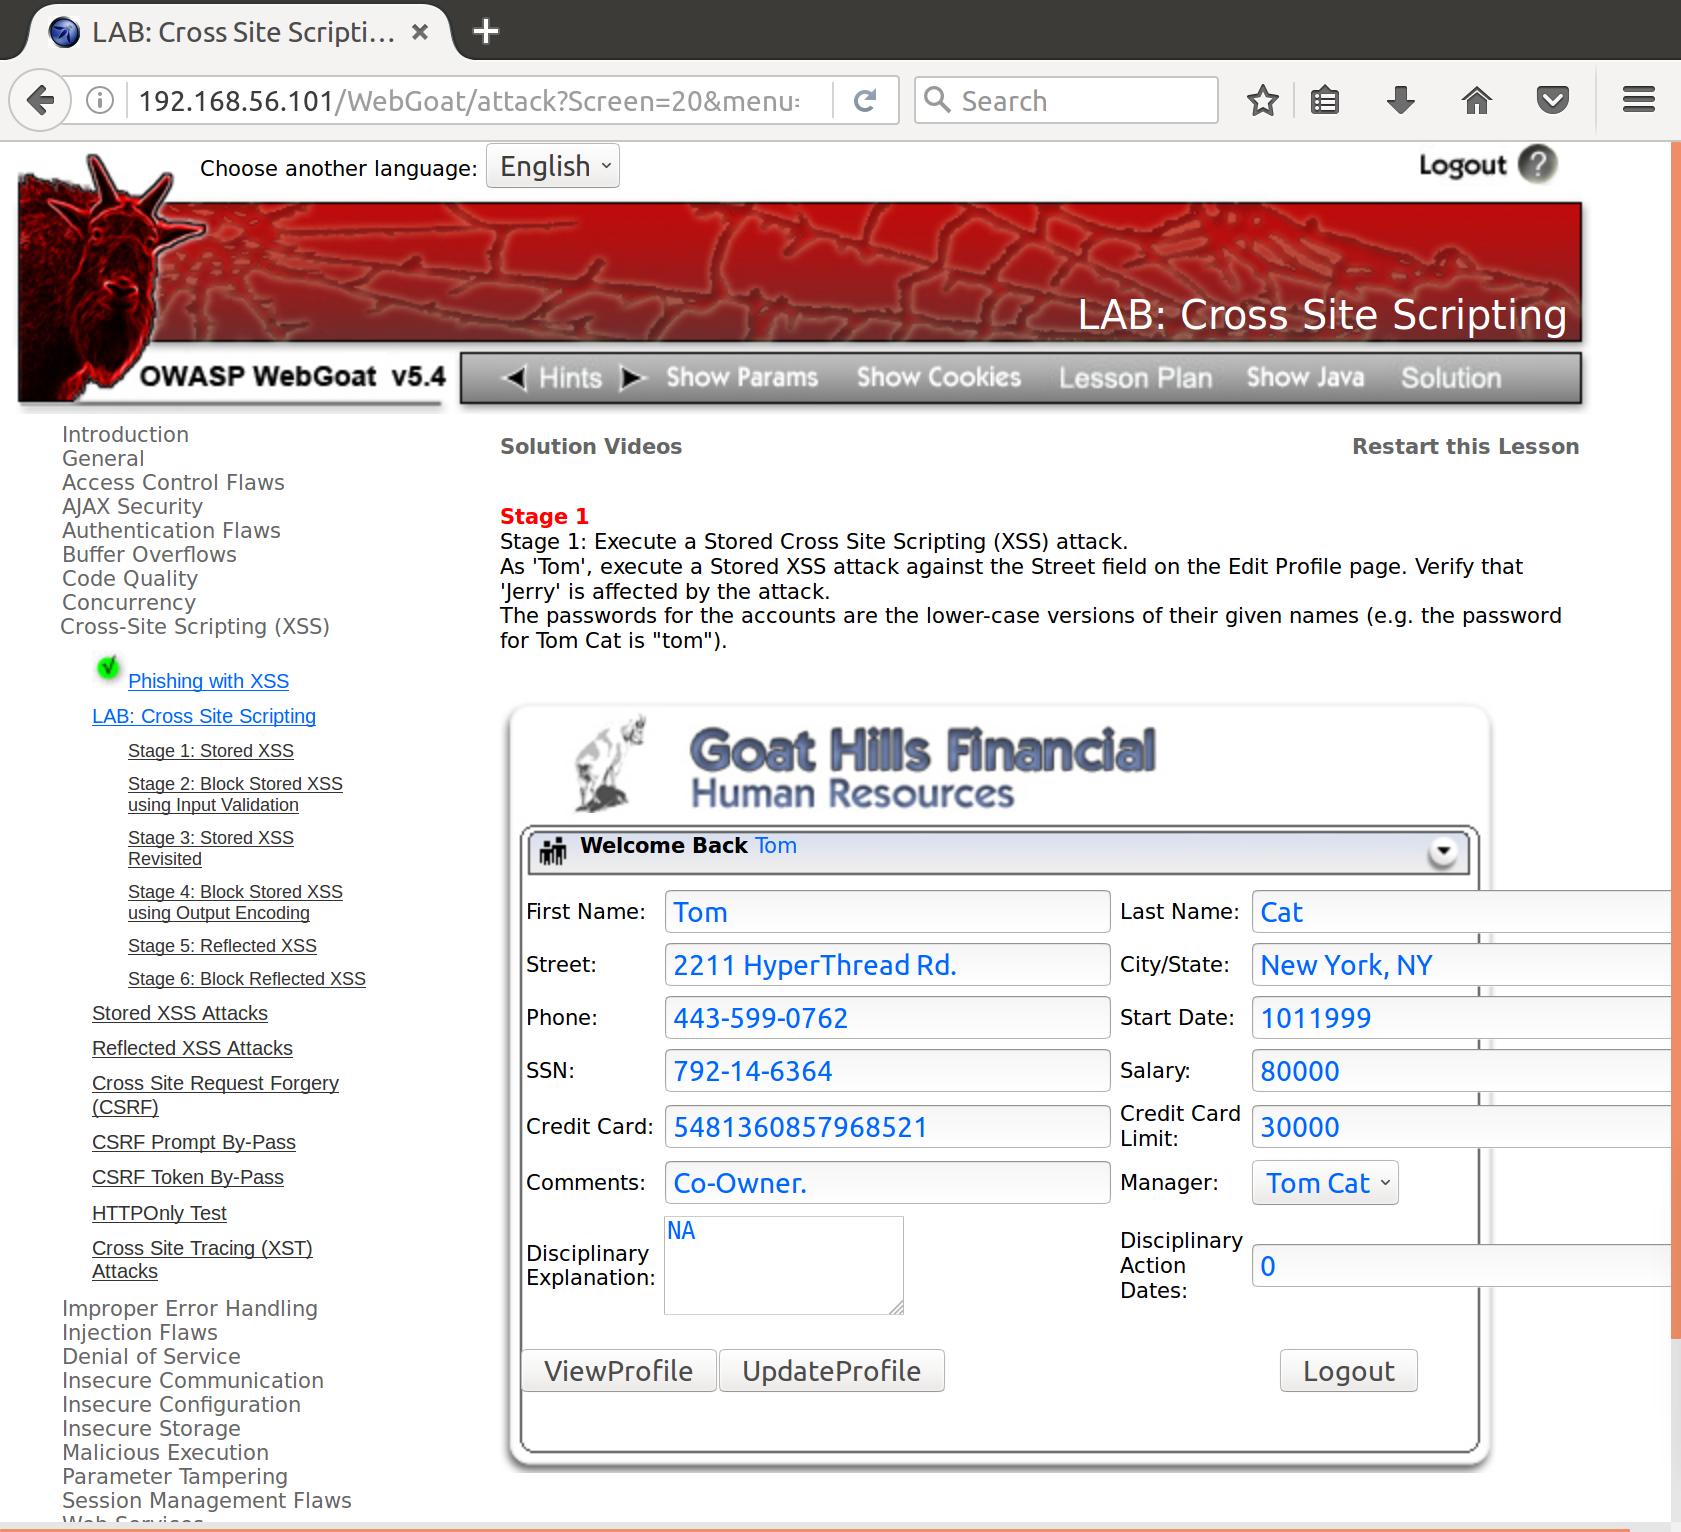 LAB: Cross Site Scripti...
192.168.56.101/WebGoat/attack?Screen=20&menu=
Search
Choose another language: English
Logout ?
LAB: Cross Site Scripting
OWASP WebGoat v5.4
Hints Show Params Show Cookies Lesson Plan Show Java Solution
Introduction
General
Access Control Flaws
AJAX Security
Authentication Flaws
Buffer Overflows
Code Quality
Concurrency
Cross-Site Scripting (XSS)
Phishing with XSS
LAB: Cross Site Scripting
Stage 1: Stored XSS
Stage 2: Block Stored XSS
using Input Validation
Stage 3: Stored XSS
Revisited
Stage 4: Block Stored XSS
using Output Encoding
Stage 5: Reflected XSS
Stage 6: Block Reflected XSS
Stored XSS Attacks
Reflected XSS Attacks
Cross Site Request Forgery
(CSRF)
CSRF Prompt By-Pass
CSRF Token By-Pass
HTTPOnly Test
Cross Site Tracing (XST)
Attacks
Improper Error Handling
Injection Flaws
Denial of Service
Insecure Communication
Insecure Configuration
Insecure Storage
Malicious Execution
Parameter Tampering
Session Management Flaws
Web Services
Solution Videos
Restart this Lesson
Stage 1
Stage 1: Execute a Stored Cross Site Scripting (XSS) attack.
As 'Tom', execute a Stored XSS attack against the Street field on the Edit Profile page. Verify that
'Jerry' is affected by the attack.
The passwords for the accounts are the lower-case versions of their given names (e.g. the password
for Tom Cat is "tom").
Goat Hills Financial
Human Resources
Welcome Back Tom
First Name: Tom Last Name: Cat
Street: 2211 HyperThread Rd. City/State: New York, NY
Phone: 443-599-0762 Start Date: 1011999
SSN: 792-14-6364 Salary: 80000
Credit Card: 5481360857968521 Credit Card
Limit: 30000
Comments: Co-Owner. Manager: Tom Cat
Disciplinary
Explanation: NA
Disciplinary
Action
Dates: 0
ViewProfile UpdateProfile Logout